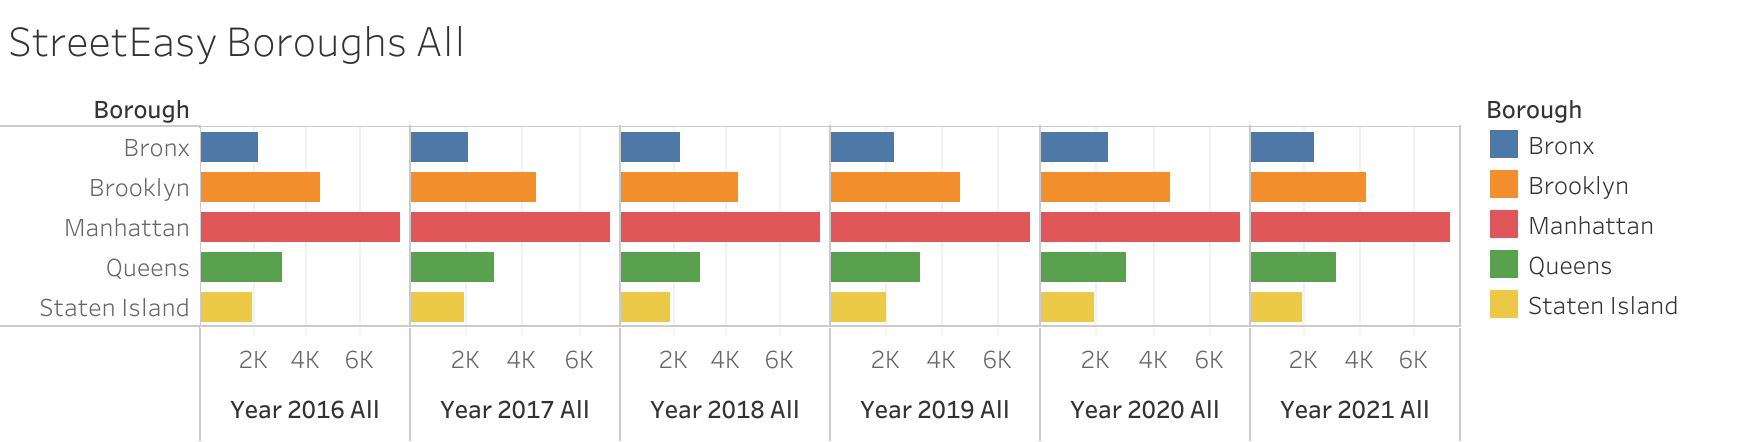 StreetEasy Boroughs All
Borough
Borough
Bronx
Brooklyn
Manhattan
Queens
Staten Island
Bronx
Brooklyn
Manhattan
Queens
Staten Island
2K 4K 6K 2K 4K 6K 2K 4K 6K 2K 4K 6K 2K 4K 6K 2K 4K 6K
Year 2016 All Year 2017 All Year 2018 All Year 2019 All Year 2020 All Year 2021 All